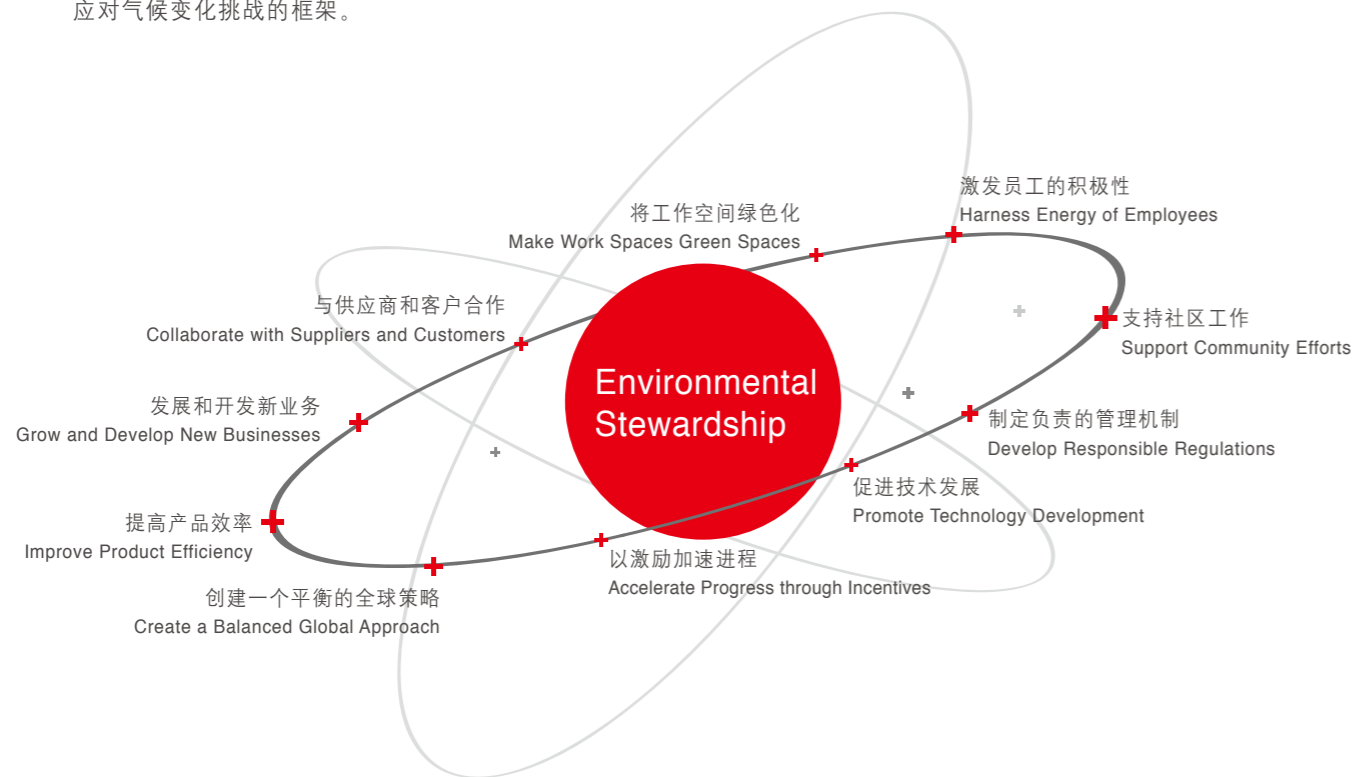 应对气候变化挑战的框架。
激发员工的积极性
Harness Energy of Employees
将工作空间绿色化
Make Work Spaces Green Spaces
与供应商和客户合作
Collaborate with Suppliers and Customers
支持社区工作
Support Community Efforts
Environmental
Stewardship
发展和开发新业务
Grow and Develop New Businesses
制定负责的管理机制
Develop Responsible Regulations
促进技术发展
Promote Technology Development
提高产品效率
Improve Product Efficiency
以激励加速进程
Accelerate Progress through Incentives
创建一个平衡的全球策略
Create a Balanced Global Approach